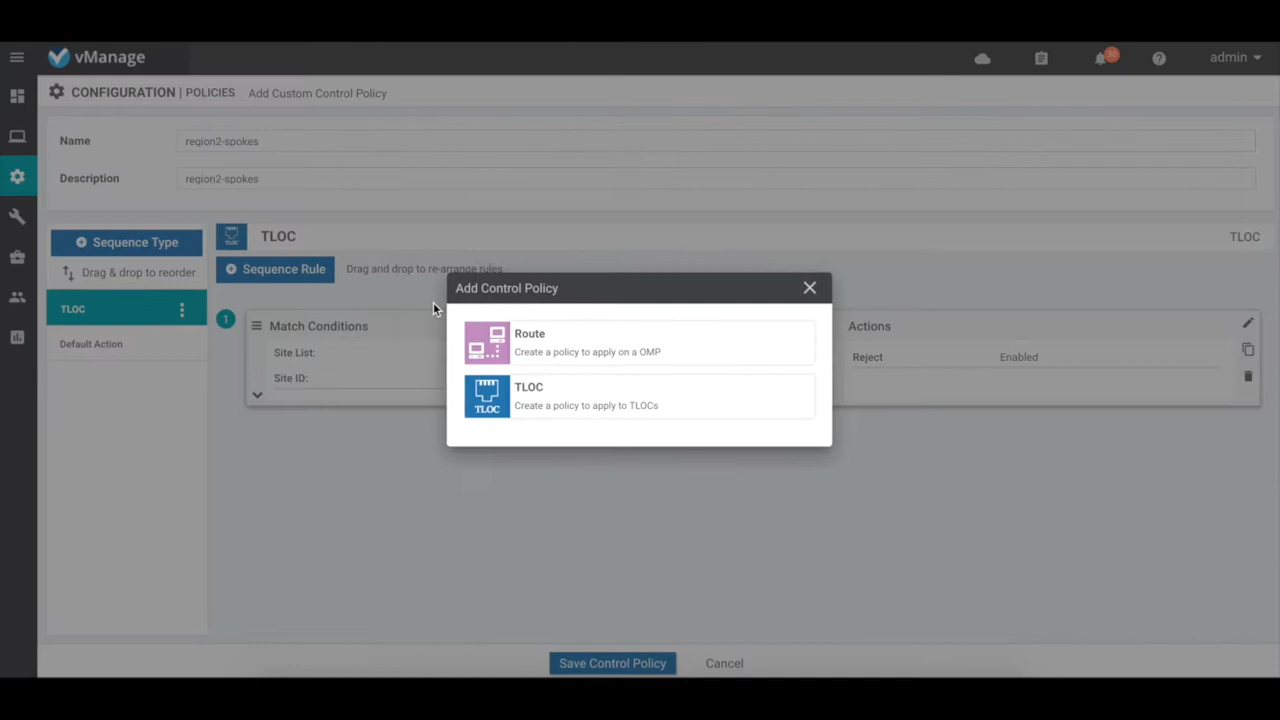 vManage
30
admin
CONFIGURATION | POLICIES Add Custom Control Policy
Name region2-spokes
Description region2-spokes
Sequence Type
Drag & drop to reorder
TLOC
Default Action
TLOC
TLOC
TLOC
Sequence Rule
Drag and drop to re-arrange rules
1
Match Conditions
Site List:
Site ID:
Actions
Reject Enabled
Add Control Policy
Route
Create a policy to apply on a OMP
TLOC
TLOC
Create a policy to apply to TLOCs
Save Control Policy
Cancel